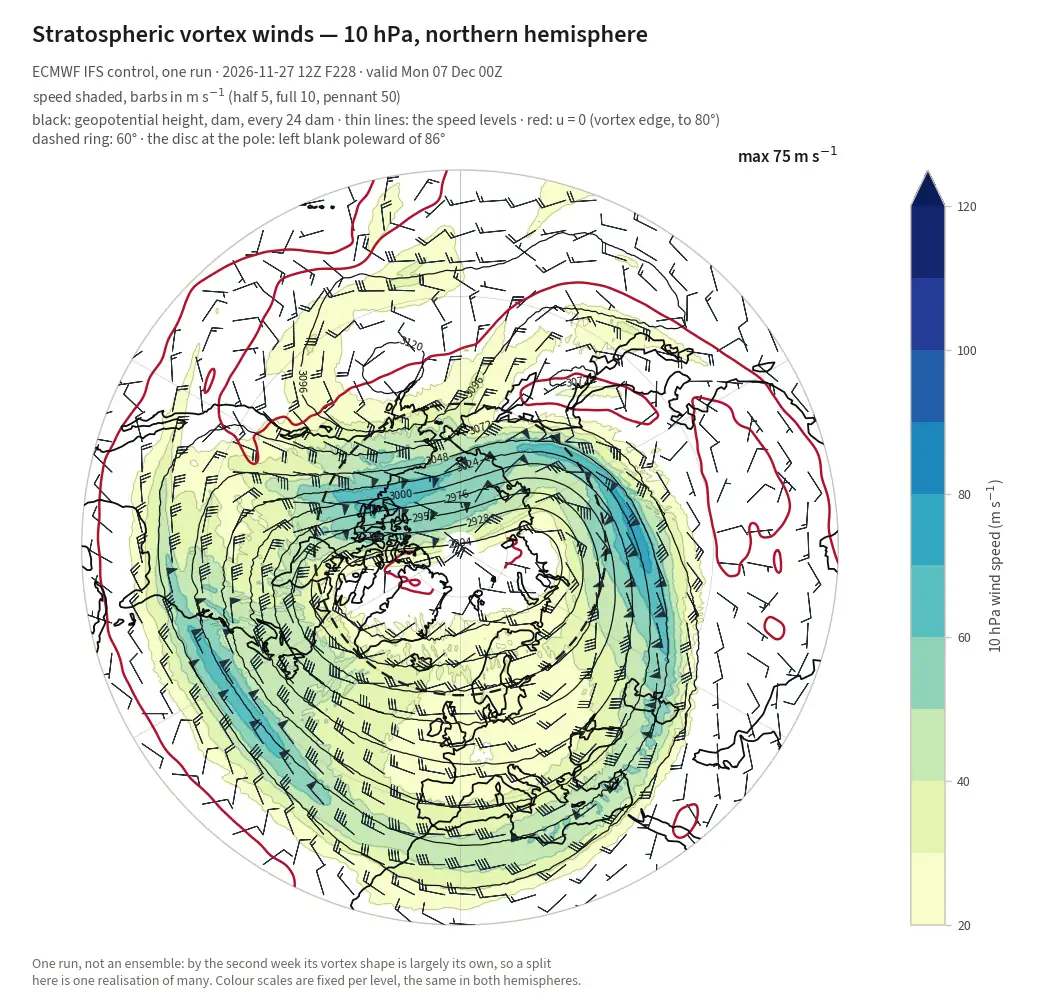 Stratospheric vortex winds — 10 hPa, northern hemisphere
ECMWF IFS control, one run · 2026-11-27 12Z F228 · valid Mon 07 Dec 00Z
speed shaded, barbs in m s⁻¹ (half 5, full 10, pennant 50)
black: geopotential height, dam, every 24 dam · thin lines: the speed levels · red: u = 0 (vortex edge, to 80°)
dashed ring: 60° · the disc at the pole: left blank poleward of 86°
max 75 m s⁻¹
120
100
80
60
40
20
10 hPa wind speed (m s⁻¹)
3120
3096
3096
3072
3048
3024
3000
2976
2928
One run, not an ensemble: by the second week its vortex shape is largely its own, so a split
here is one realisation of many. Colour scales are fixed per level, the same in both hemispheres.